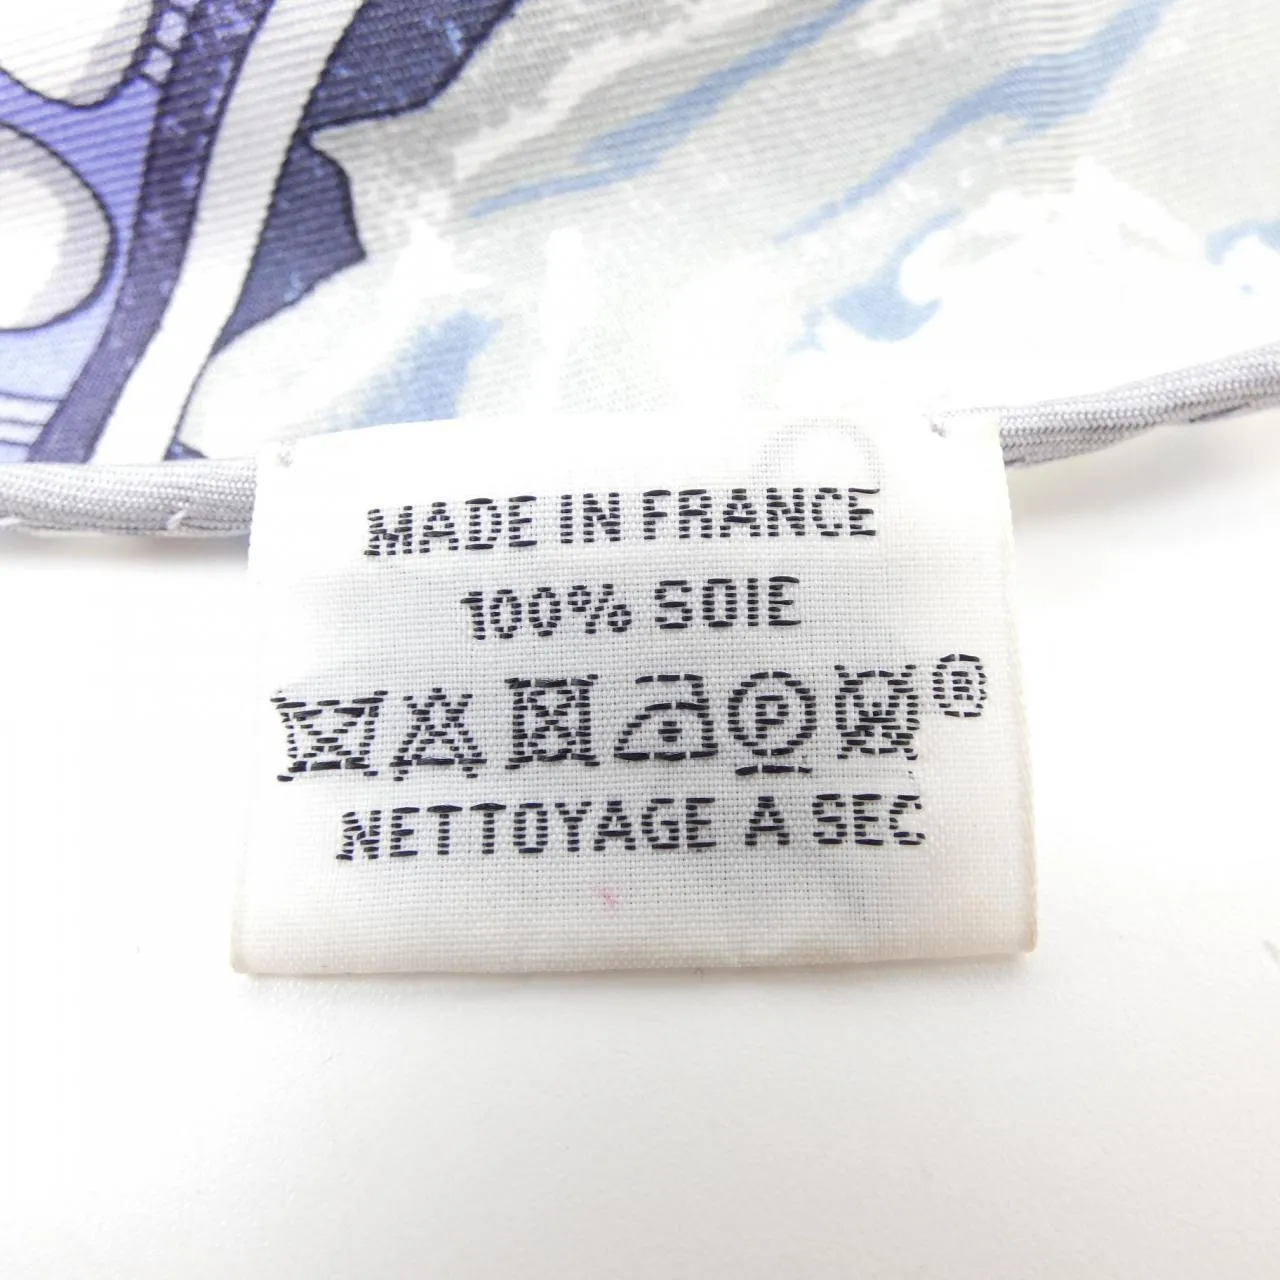 MADE IN FRANCE
100% SOIE
P W ®
NETTOYAGE A SEC